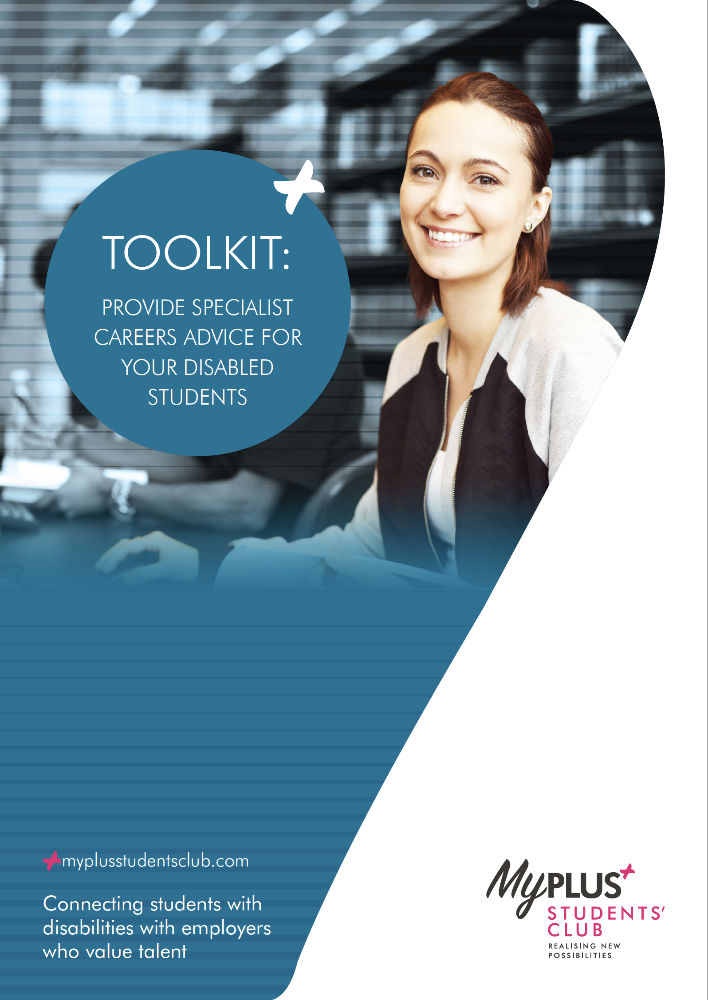 TOOLKIT:
PROVIDE SPECIALIST
CAREERS ADVICE FOR
YOUR DISABLED
STUDENTS
myplusstudentsclub.com
Connecting students with
disabilities with employers
who value talent
MyPLUS
STUDENTS’
CLUB
REALISING NEW
POSSIBILITIES